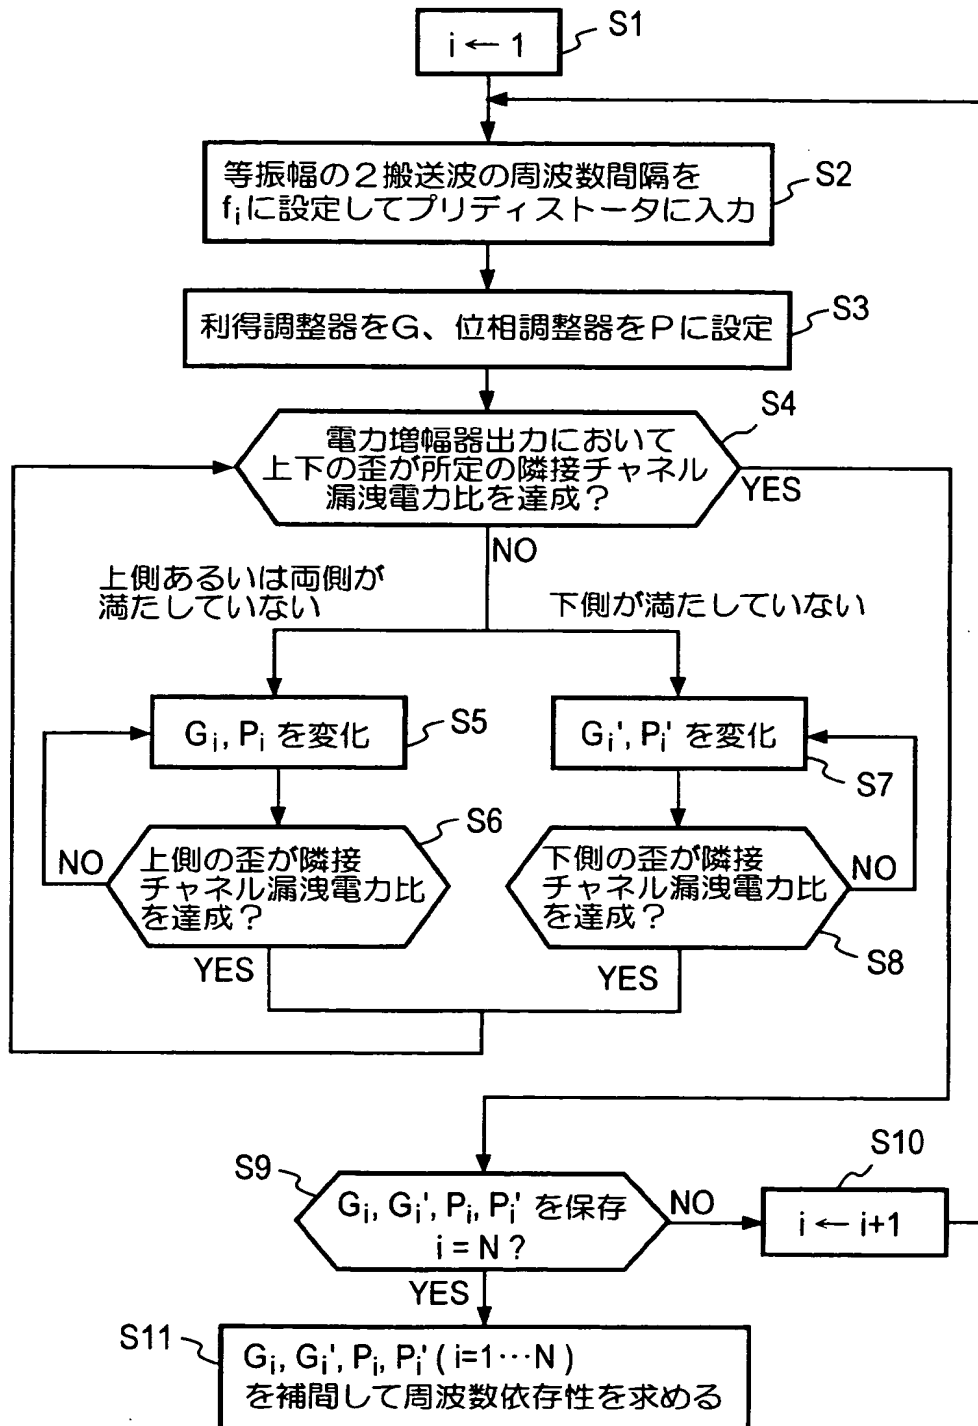 i ← 1
S1
等振幅の2搬送波の周波数間隔を
fiに設定してプリディストータに入力
S2
利得調整器をG、位相調整器をPに設定
S3
電力増幅器出力において
上下の歪が所定の隣接チャネル
漏洩電力比を達成？
S4
YES
NO
上側あるいは両側が
満たしていない
下側が満たしていない
Gi, Pi を変化
S5
Gi', Pi' を変化
S7
上側の歪が隣接
チャネル漏洩電力比
を達成？
S6
NO
YES
下側の歪が隣接
チャネル漏洩電力比
を達成？
NO
S8
YES
S9
Gi, Gi', Pi, Pi' を保存
i = N ?
NO
S10
i ← i+1
YES
S11
Gi, Gi', Pi, Pi' ( i=1…N )
を補間して周波数依存性を求める